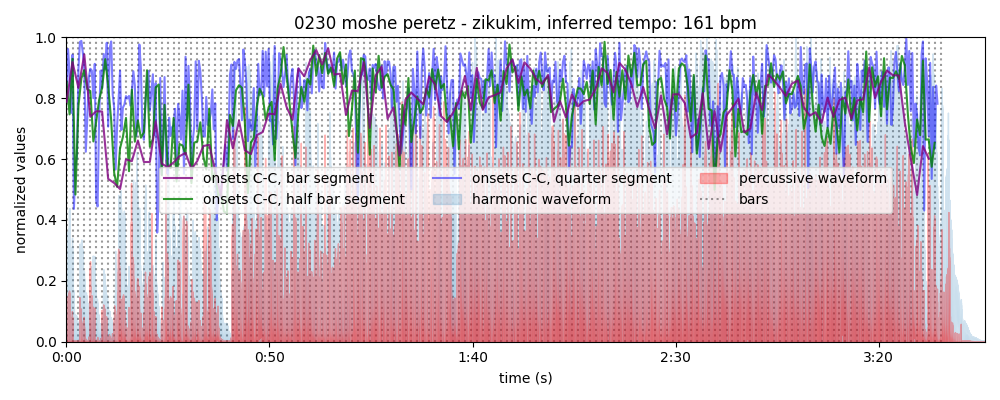 0230 moshe peretz - zikukim, inferred tempo: 161 bpm
1.0
0.8
0.6
0.4
0.2
0.0
normalized values
onsets C-C, bar segment
onsets C-C, half bar segment
onsets C-C, quarter segment
harmonic waveform
percussive waveform
bars
0:00
0:50
1:40
2:30
3:20
time (s)